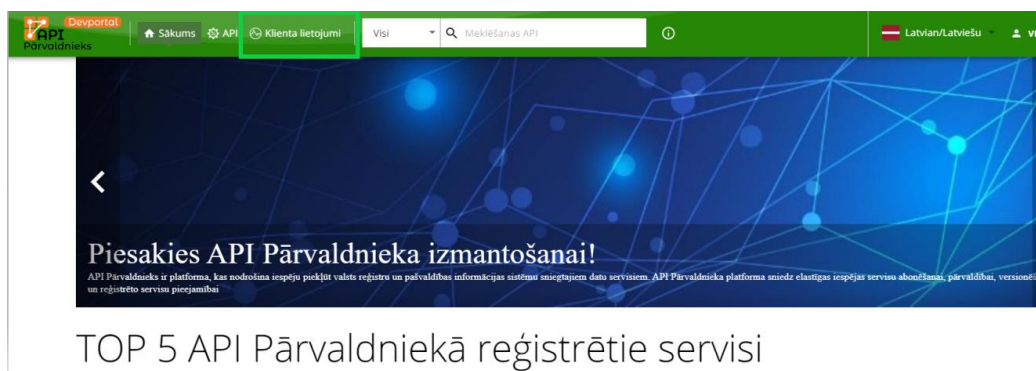 API Devportal
Pārvaldnieks
Sākums
API
Klienta lietojumi
Visi
Meklēšanas API
Latvian/Latviešu
Piesakies API Pārvaldnieka izmantošanai!
API Pārvaldnieks ir platforma, kas nodrošina iespēju piekļūt valsts reģistru un pašvaldības informācijas sistēmu sniegtajiem datu servisiem. API Pārvaldnieka platforma sniedz elastīgas iespējas servisu abonēšanai, pārvaldībai,
un reģistrēto servisu pieejamībai
TOP 5 API Pārvaldniekā reģistrētie servisi